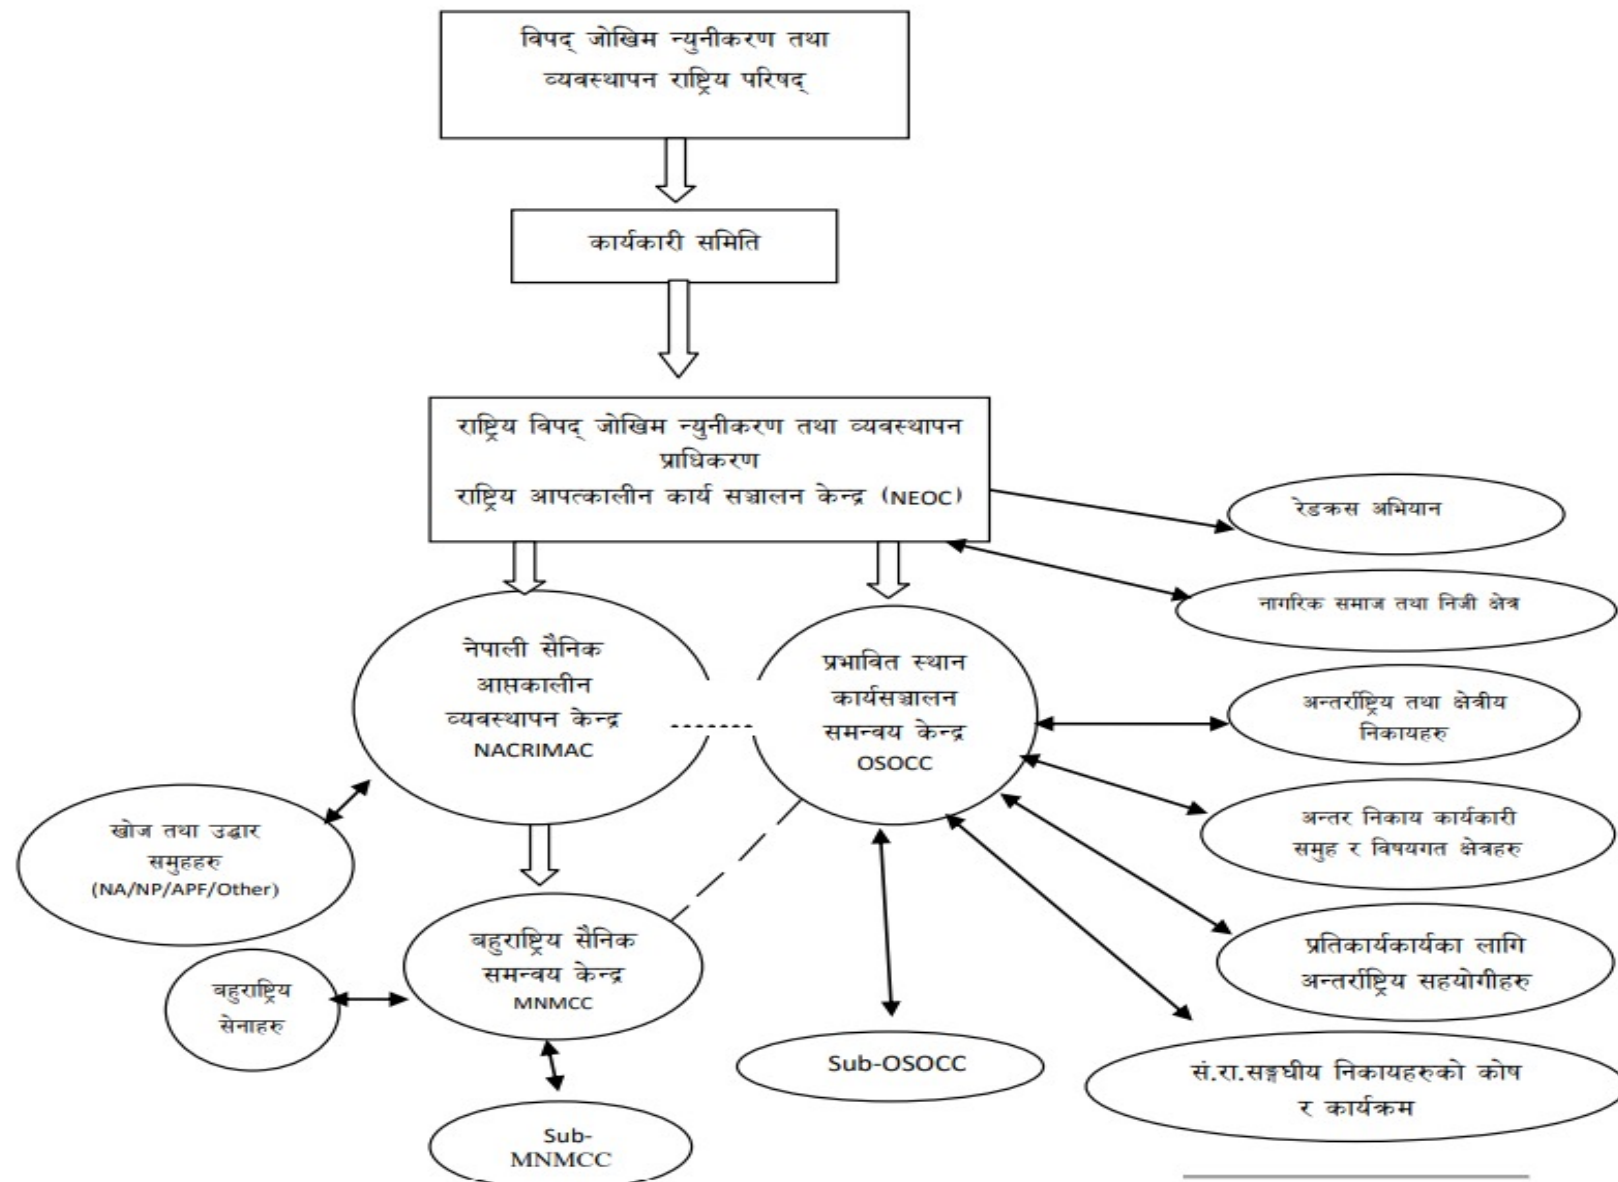 विपद् जोखिम न्युनीकरण तथा
व्यवस्थापन राष्ट्रिय परिषद्
कार्यकारी समिति
राष्ट्रिय विपद् जोखिम न्युनीकरण तथा व्यवस्थापन
प्राधिकरण
राष्ट्रिय आपत्कालीन कार्य सञ्चालन केन्द्र (NEOC)
रेडक्रस अभियान
नागरिक समाज तथा निजी क्षेत्र
नेपाली सैनिक
आप्तकालीन
व्यवस्थापन केन्द्र
NACRIMAC
प्रभावित स्थान
कार्यसञ्चालन
समन्वय केन्द्र
OSOCC
अन्तर्राष्ट्रिय तथा क्षेत्रीय
निकायहरु
खोज तथा उद्धार
समुहहरु
(NA/NP/APF/Other)
अन्तर निकाय कार्यकारी
समुह र विषयगत क्षेत्रहरु
बहुराष्ट्रिय सैनिक
समन्वय केन्द्र
MNMCC
प्रतिकार्यकार्यका लागि
अन्तर्राष्ट्रिय सहयोगीहरु
बहुराष्ट्रिय
सेनाहरु
Sub-OSOCC
सं.रा.सङ्घघीय निकायहरुको कोष
र कार्यक्रम
Sub-
MNMCC